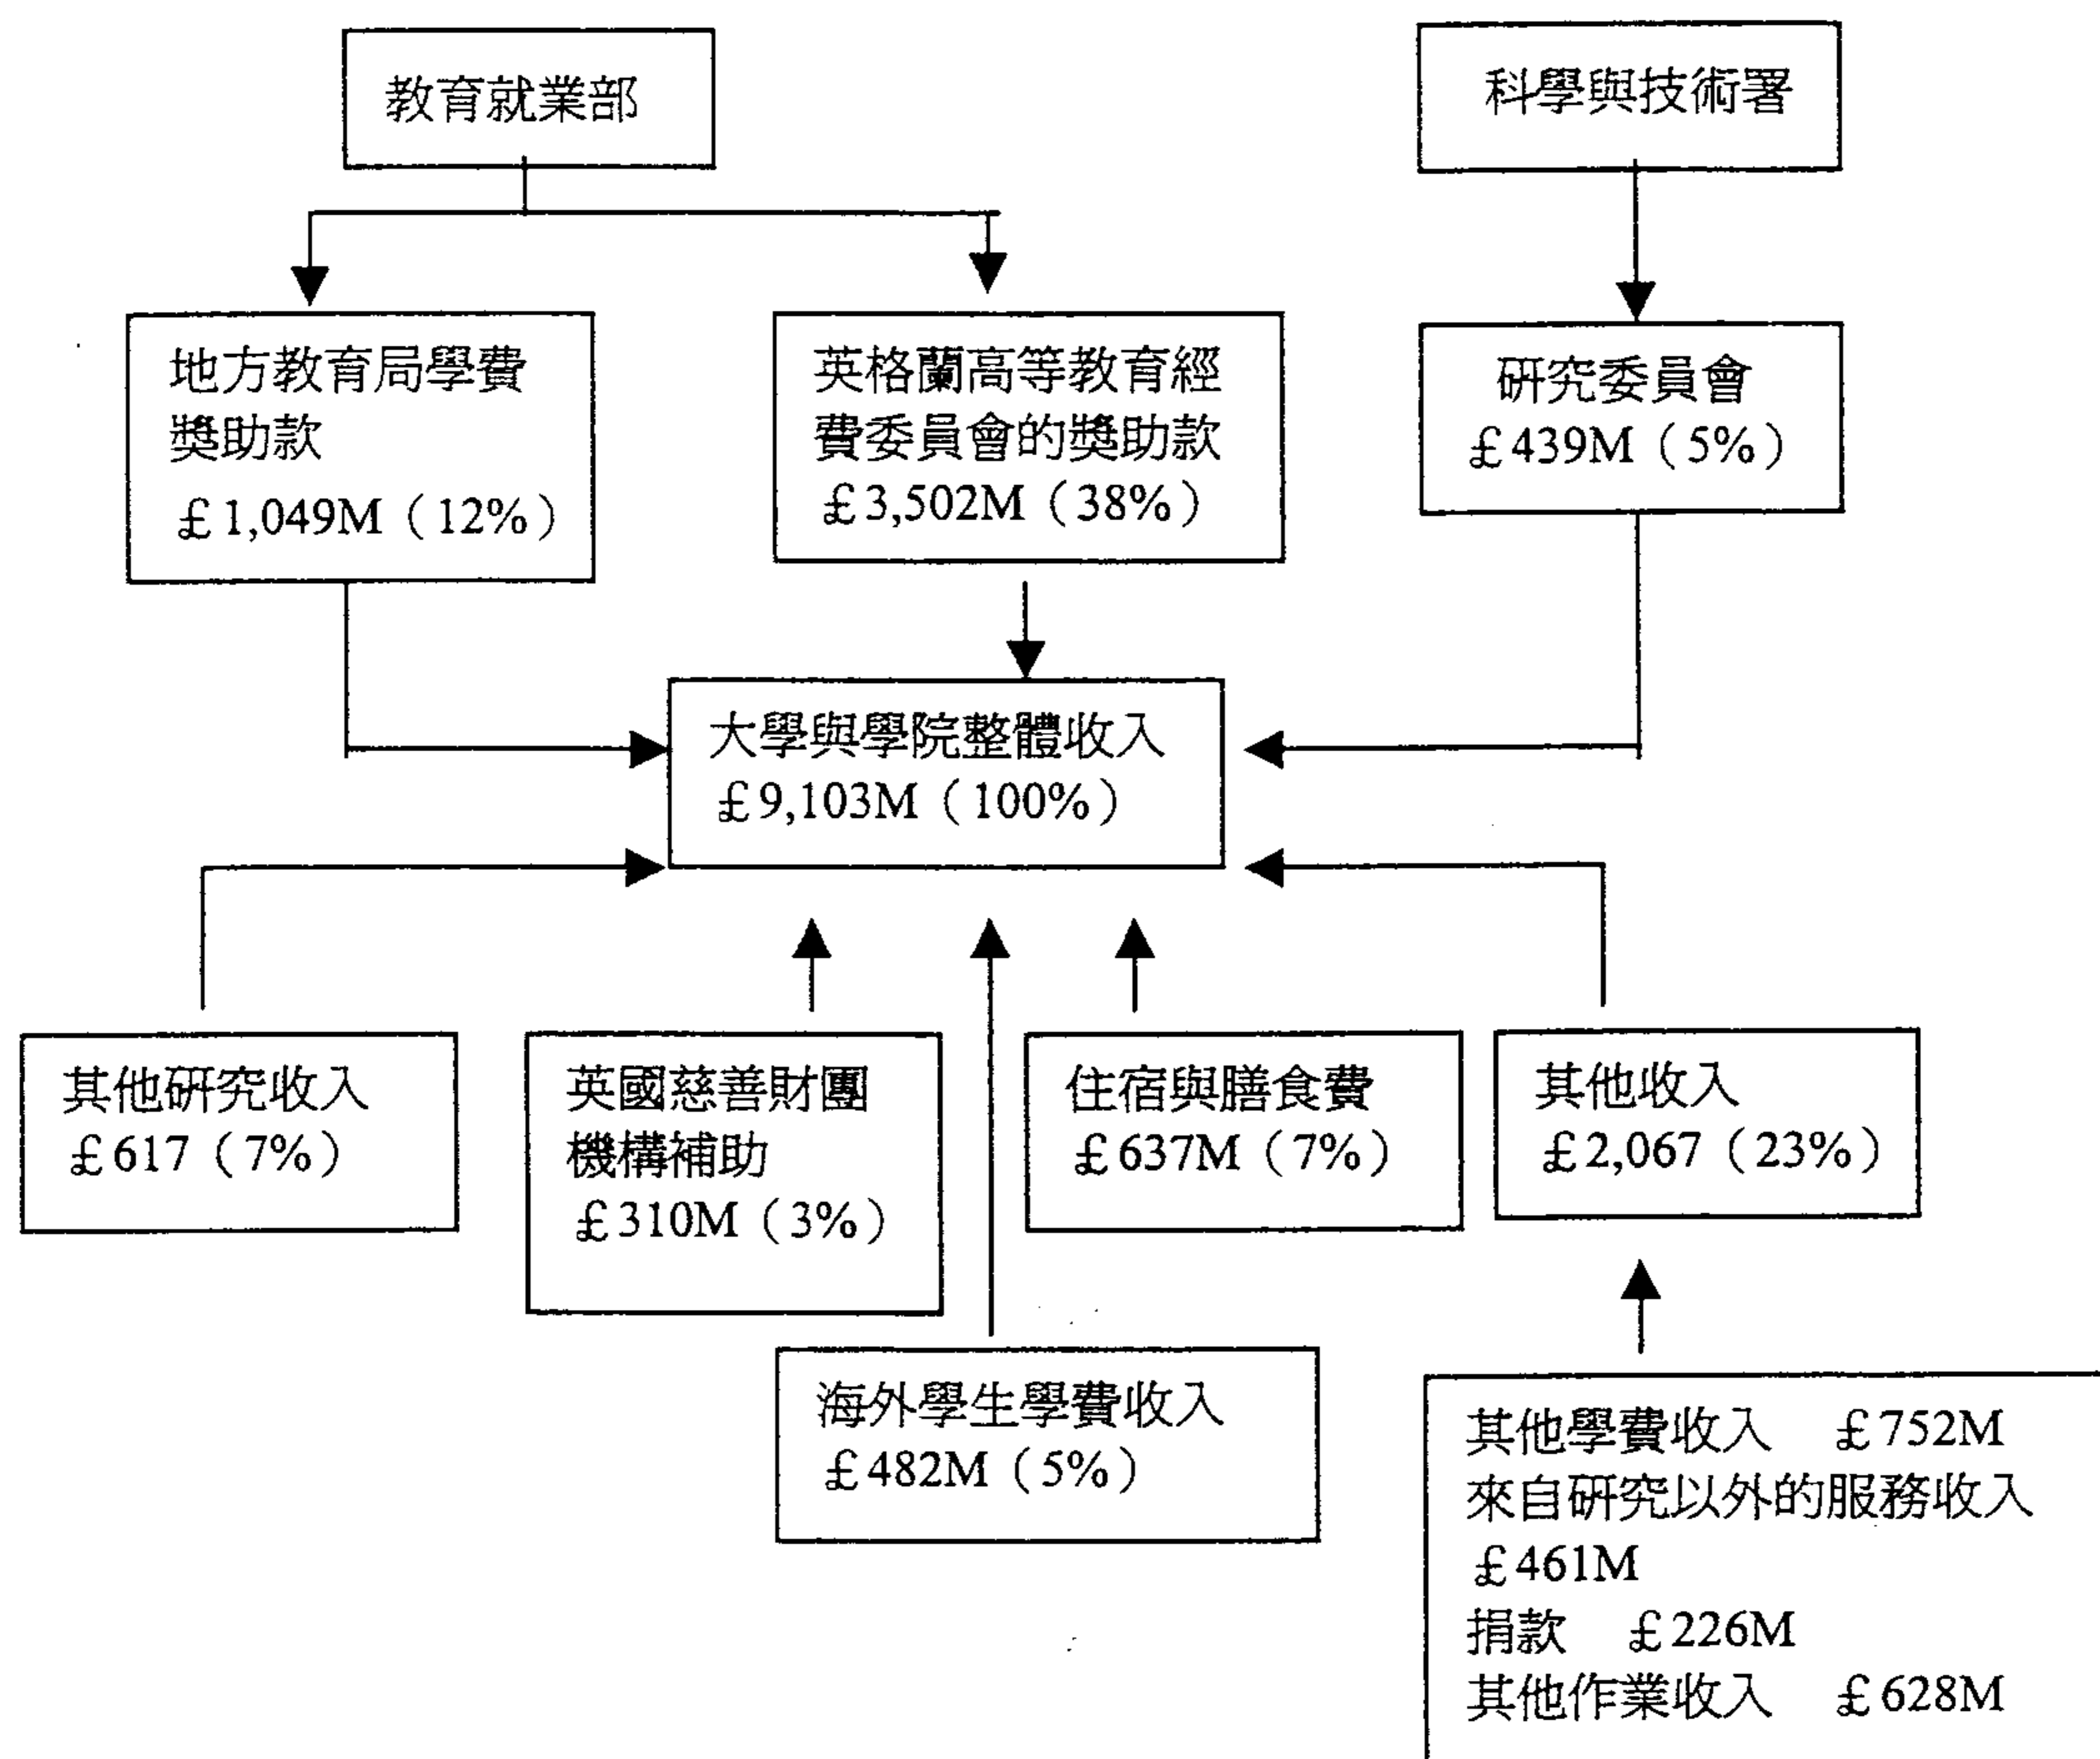 教育就業部
科學與技術署
地方教育局學費
獎助款
£1,049M（12%）
英格蘭高等教育經
費委員會的獎助款
£3,502M（38%）
研究委員會
£439M（5%）
大學與學院整體收入
£9,103M（100%）
其他研究收入
£617（7%）
英國慈善財團
機構補助
£310M（3%）
住宿與膳食費
£637M（7%）
其他收入
£2,067（23%）
海外學生學費收入
£482M（5%）
其他學費收入　£752M
來自研究以外的服務收入
£461M
捐款　£226M
其他作業收入　£628M